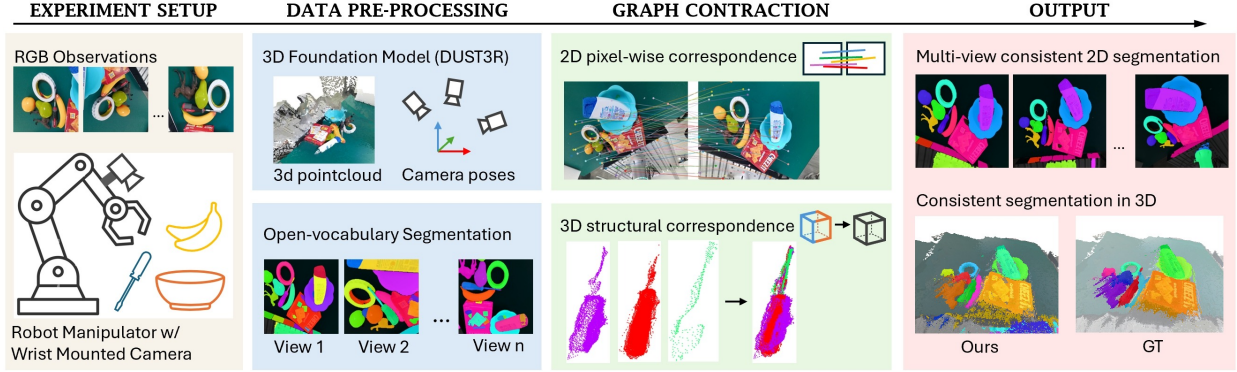 EXPERIMENT SETUP
DATA PRE-PROCESSING
GRAPH CONTRACTION
OUTPUT
RGB Observations
...
Robot Manipulator w/
Wrist Mounted Camera
3D Foundation Model (DUST3R)
3d pointcloud
Camera poses
Open-vocabulary Segmentation
...
View 1
View 2
View n
2D pixel-wise correspondence
3D structural correspondence
Multi-view consistent 2D segmentation
...
Consistent segmentation in 3D
Ours
GT